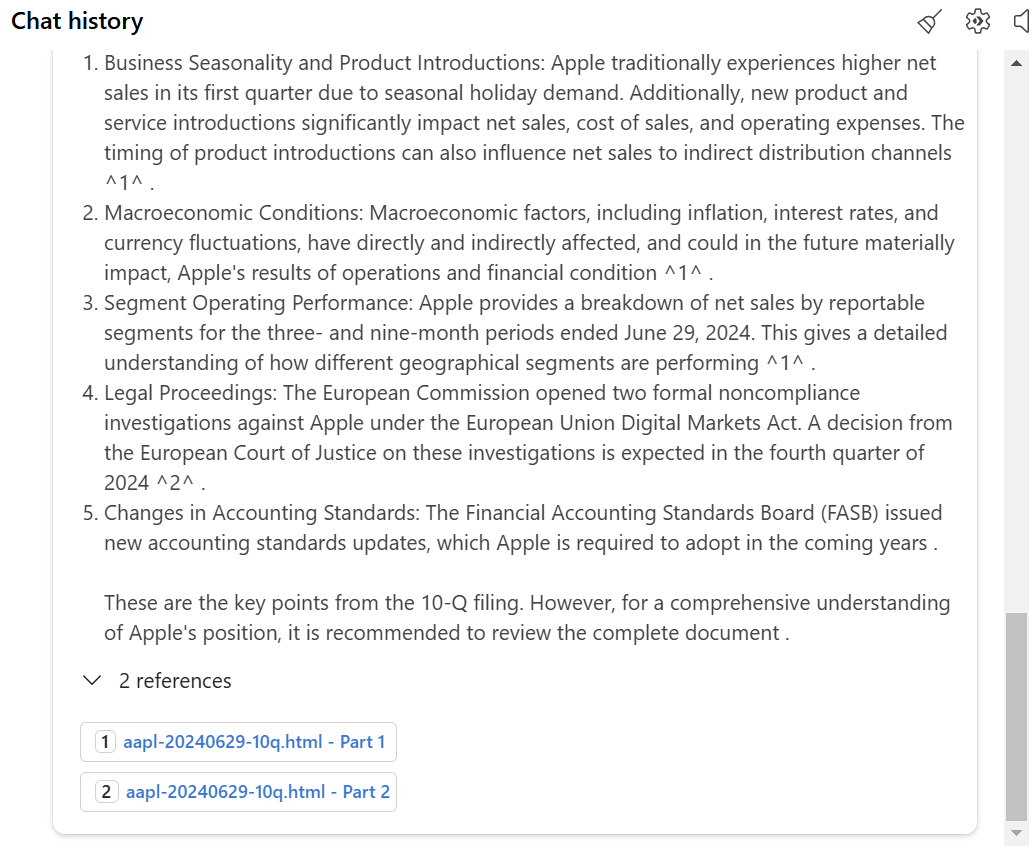 Chat history
1. Business Seasonality and Product Introductions: Apple traditionally experiences higher net
sales in its first quarter due to seasonal holiday demand. Additionally, new product and
service introductions significantly impact net sales, cost of sales, and operating expenses. The
timing of product introductions can also influence net sales to indirect distribution channels
^1^ .
2. Macroeconomic Conditions: Macroeconomic factors, including inflation, interest rates, and
currency fluctuations, have directly and indirectly affected, and could in the future materially
impact, Apple's results of operations and financial condition ^1^ .
3. Segment Operating Performance: Apple provides a breakdown of net sales by reportable
segments for the three- and nine-month periods ended June 29, 2024. This gives a detailed
understanding of how different geographical segments are performing ^1^ .
4. Legal Proceedings: The European Commission opened two formal noncompliance
investigations against Apple under the European Union Digital Markets Act. A decision from
the European Court of Justice on these investigations is expected in the fourth quarter of
2024 ^2^ .
5. Changes in Accounting Standards: The Financial Accounting Standards Board (FASB) issued
new accounting standards updates, which Apple is required to adopt in the coming years .
These are the key points from the 10-Q filing. However, for a comprehensive understanding
of Apple's position, it is recommended to review the complete document .
2 references
1 aapl-20240629-10q.html - Part 1
2 aapl-20240629-10q.html - Part 2